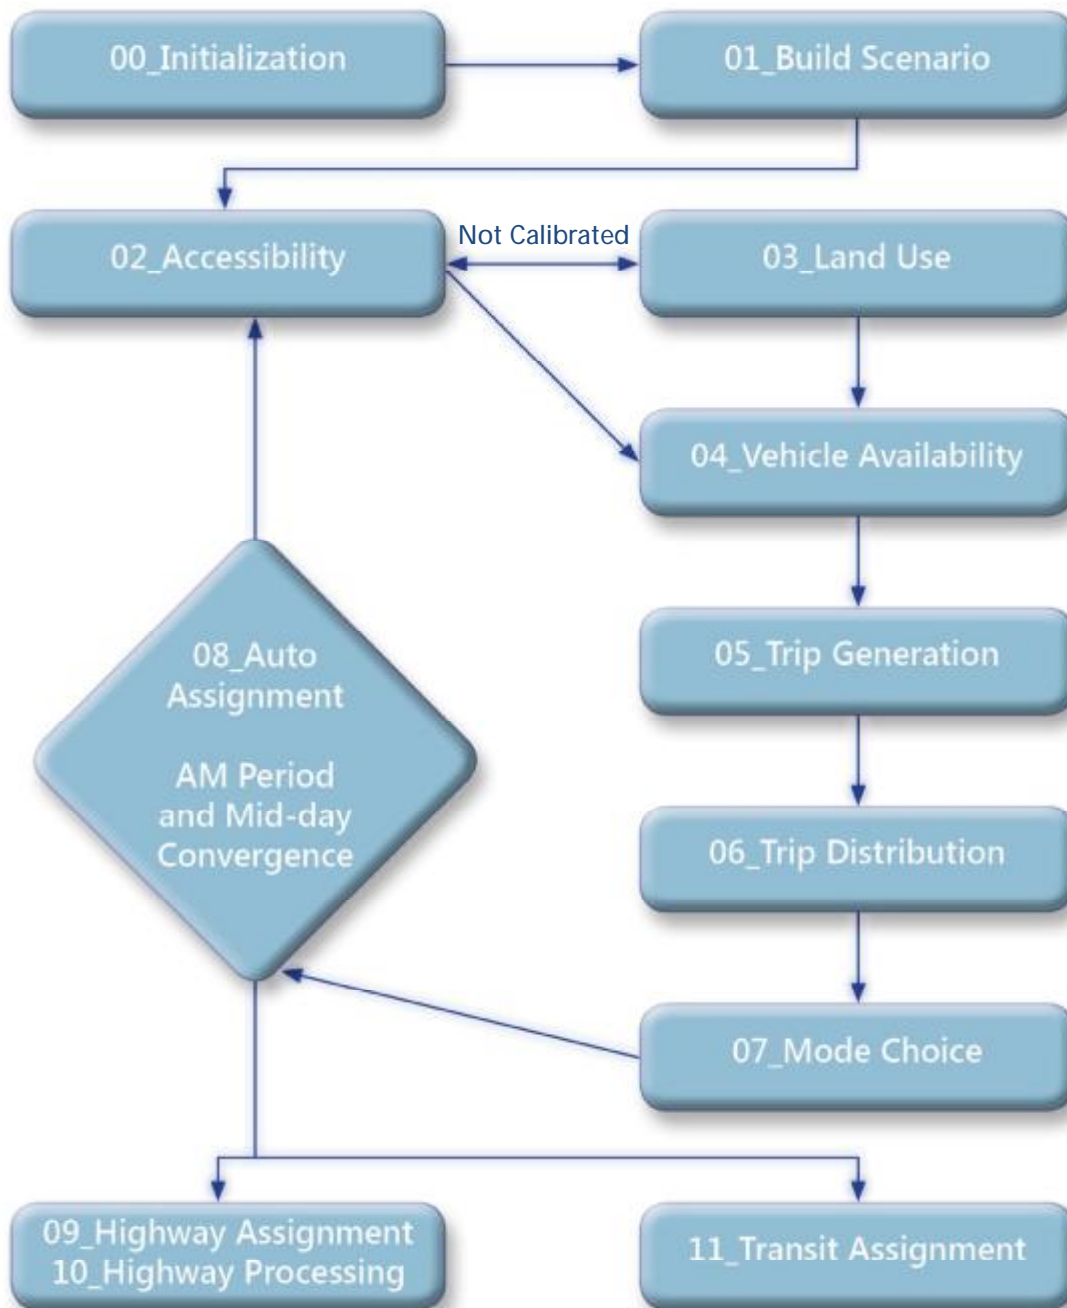 00_Initialization
01_Build Scenario
02_Accessibility
Not Calibrated
03_Land Use
04_Vehicle Availability
05_Trip Generation
08_Auto
Assignment
AM Period
and Mid-day
Convergence
06_Trip Distribution
07_Mode Choice
09_Highway Assignment
10_Highway Processing
11_Transit Assignment